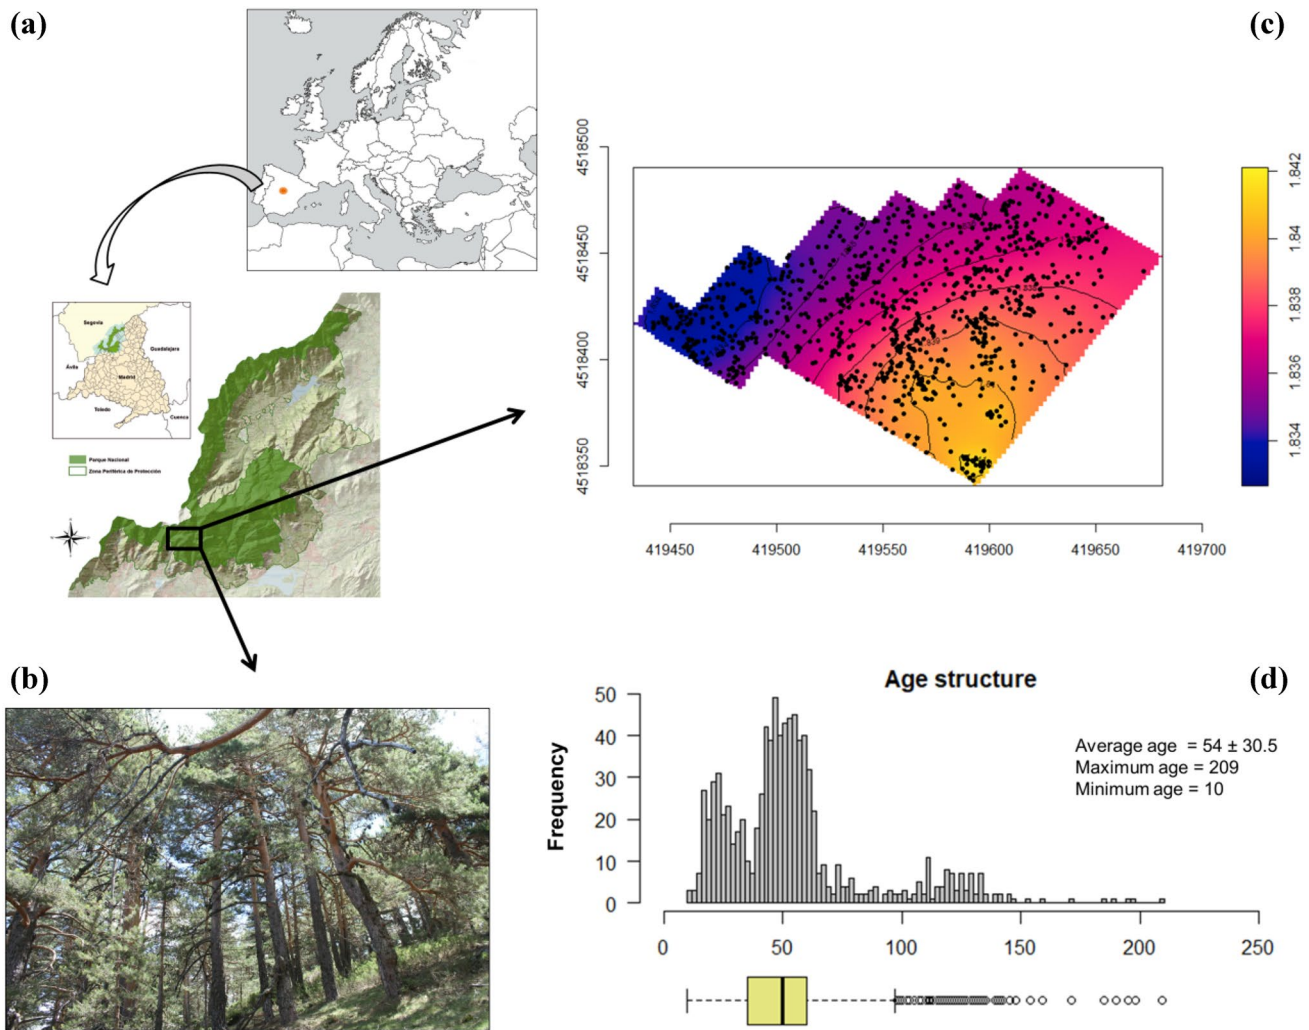 (a)
(c)
Segovia
Guadalajara
Ávila
Madrid
Toledo
Cuenca
Parque Nacional
Zona Periférica de Protección
4518500
4518450
4518400
4518350
419450
419500
419550
419600
419650
419700
1.842
1.84
1.838
1.836
1.834
(b)
(d)
Age structure
Average age = 54 ± 30.5
Maximum age = 209
Minimum age = 10
Frequency
50
40
30
20
10
0
0
50
100
150
200
250